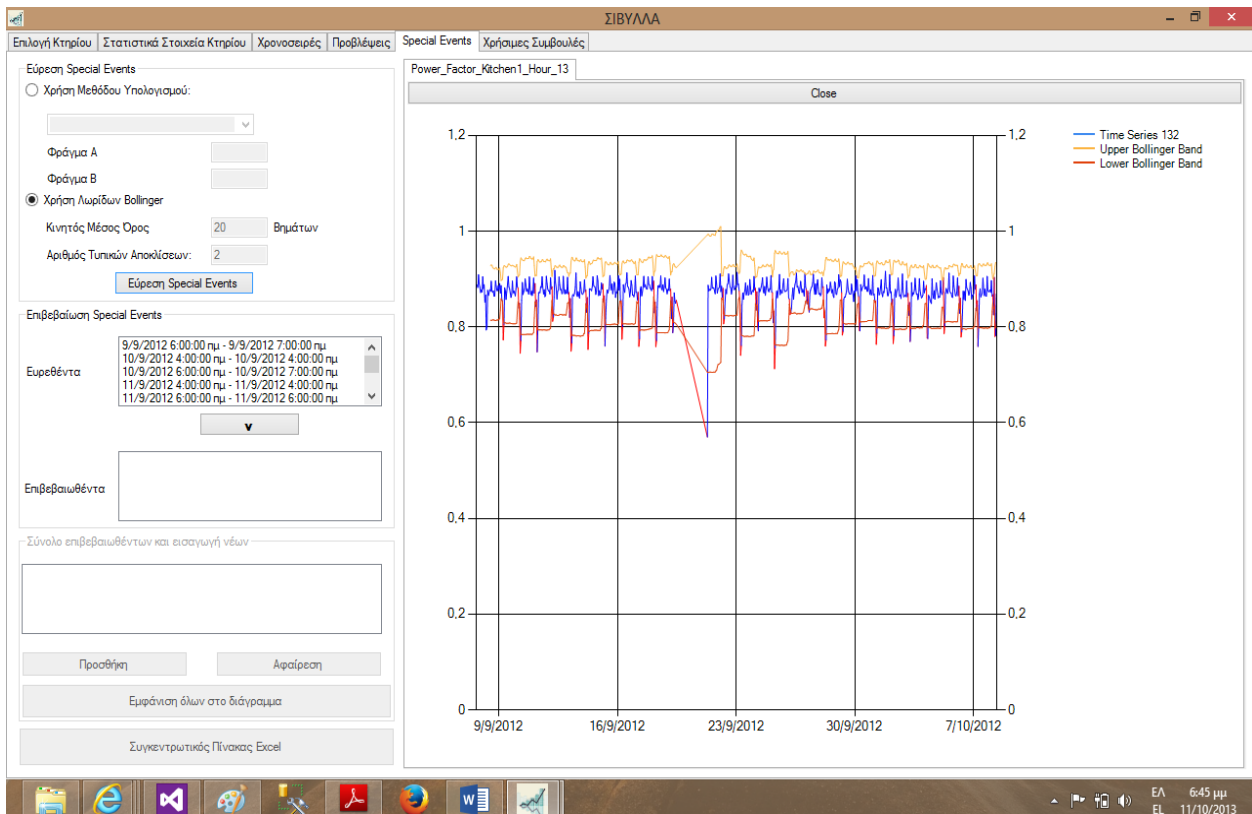 ΣΙΒΥΛΛΑ
Επιλογή Κτηρίου Στατιστικά Στοιχεία Κτηρίου Χρονοσειρές Προβλέψεις Special Events Χρήσιμες Συμβουλές
Εύρεση Special Events
Χρήση Μεθόδου Υπολογισμού:
Φράγμα Α
Φράγμα Β
Χρήση Λωρίδων Bollinger
Κινητός Μέσος Όρος 20 Βημάτων
Αριθμός Τυπικών Αποκλίσεων: 2
Εύρεση Special Events
Επιβεβαίωση Special Events
Ευρεθέντα
9/9/2012 6:00:00 πμ - 9/9/2012 7:00:00 πμ
10/9/2012 4:00:00 πμ - 10/9/2012 4:00:00 πμ
10/9/2012 6:00:00 πμ - 10/9/2012 7:00:00 πμ
11/9/2012 4:00:00 πμ - 11/9/2012 4:00:00 πμ
11/9/2012 6:00:00 πμ - 11/9/2012 6:00:00 πμ
v
Επιβεβαιωθέντα
Σύνολο επιβεβαιωθέντων και εισαγωγή νέων
Προσθήκη Αφαίρεση
Εμφάνιση όλων στο διάγραμμα
Συγκεντρωτικός Πίνακας Excel
Power_Factor_Kitchen1_Hour_13
Close
1,2 1,2
1 1
0,8 0,8
0,6 0,6
0,4 0,4
0,2 0,2
0 0
9/9/2012 16/9/2012 23/9/2012 30/9/2012 7/10/2012
Time Series 132
Upper Bollinger Band
Lower Bollinger Band
ΕΛ 6:45 μμ
EL 11/10/2013